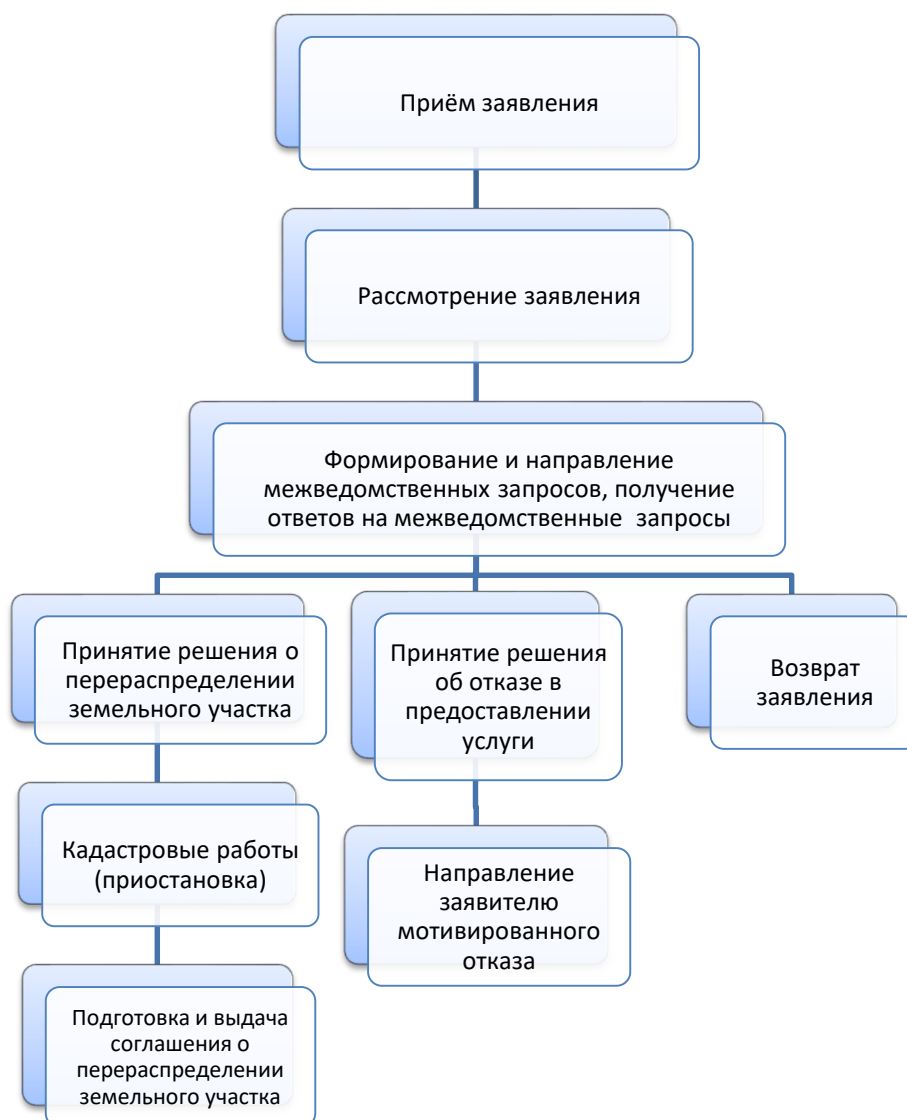 Приём заявления
Рассмотрение заявления
Формирование и направление
межведомственных запросов, получение
ответов на межведомственные запросы
Принятие решения о
перераспределении
земельного участка
Принятие решения
об отказе в
предоставлении
услуги
Возврат
заявления
Кадастровые работы
(приостановка)
Направление
заявителю
мотивированного
отказа
Подготовка и выдача
соглашения о
перераспределении
земельного участка